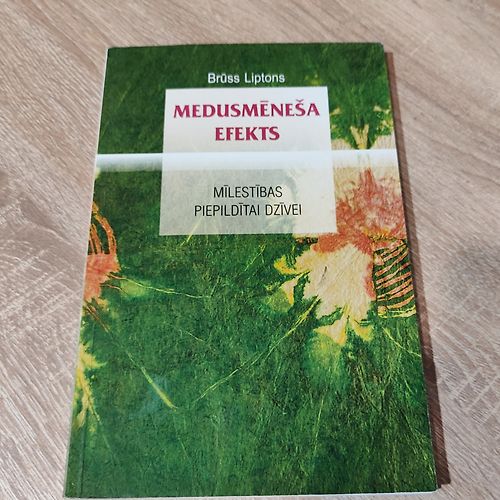 Brūss Liptons
MEDUSMĒNEŠA
EFEKTS
MĪLESTĪBAS
PIEPILDĪTAI DZĪVEI